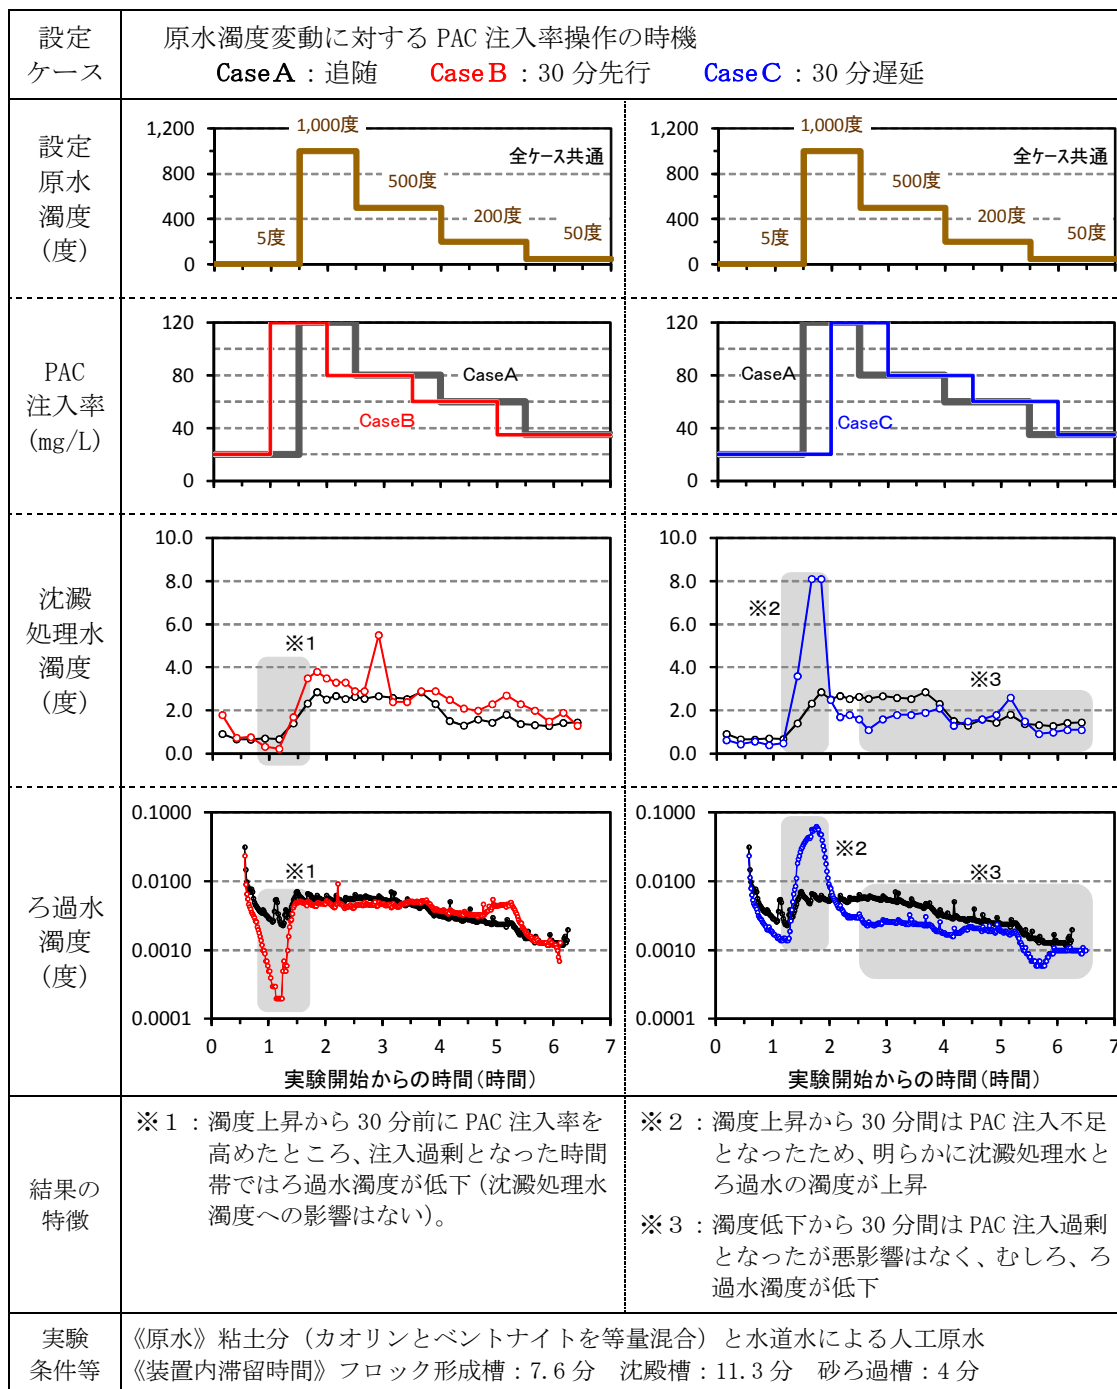 設定
ケース
原水濁度変動に対する PAC 注入率操作の時機
CaseA：追随 CaseB：30 分先行 CaseC：30 分遅延
設定
原水
濁度
(度)
1,200
800
400
0
1,000度
全ケース共通
500度
200度
50度
5度
1,200
800
400
0
1,000度
全ケース共通
500度
200度
50度
5度
PAC
注入率
(mg/L)
120
80
40
0
CaseA
CaseB
120
80
40
0
CaseA
CaseC
沈澱
処理水
濁度
(度)
10.0
8.0
6.0
4.0
2.0
0.0
※1
10.0
8.0
6.0
4.0
2.0
0.0
※2
※3
ろ過水
濁度
(度)
0.1000
0.0100
0.0010
0.0001
※1
0 1 2 3 4 5 6 7
実験開始からの時間(時間)
0.1000
0.0100
0.0010
0.0001
※2
※3
0 1 2 3 4 5 6 7
実験開始からの時間(時間)
結果の
特徴
※１：濁度上昇から 30 分前に PAC 注入率を
高めたところ、注入過剰となった時間
帯ではろ過水濁度が低下(沈澱処理水
濁度への影響はない)。
※２：濁度上昇から 30 分間は PAC 注入不足
となったため、明らかに沈澱処理水と
ろ過水の濁度が上昇
※３：濁度低下から 30 分間は PAC 注入過剰
となったが悪影響はなく、むしろ、ろ
過水濁度が低下
実験
条件等
《原水》粘土分（カオリンとベントナイトを等量混合）と水道水による人工原水
《装置内滞留時間》フロック形成槽：7.6 分 沈殿槽：11.3 分 砂ろ過槽：4 分